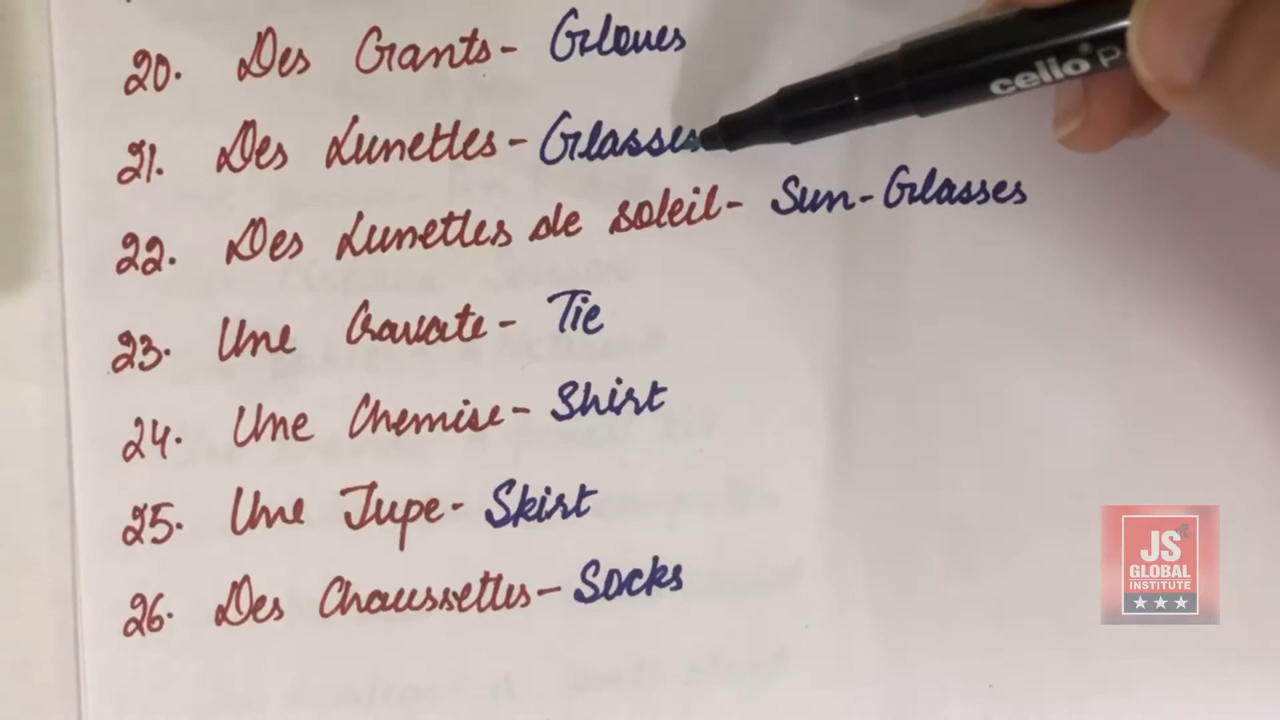 20. Des Gants- Gloves
21. Des Lunettes- Glasses
22. Des Lunettes de soleil- Sun-Glasses
23. Une Cravate- Tie
24. Une Chemise- Shirt
25. Une Jupe- Skirt
26. Des Chaussettes- Socks
cello
JS
GLOBAL
INSTITUTE